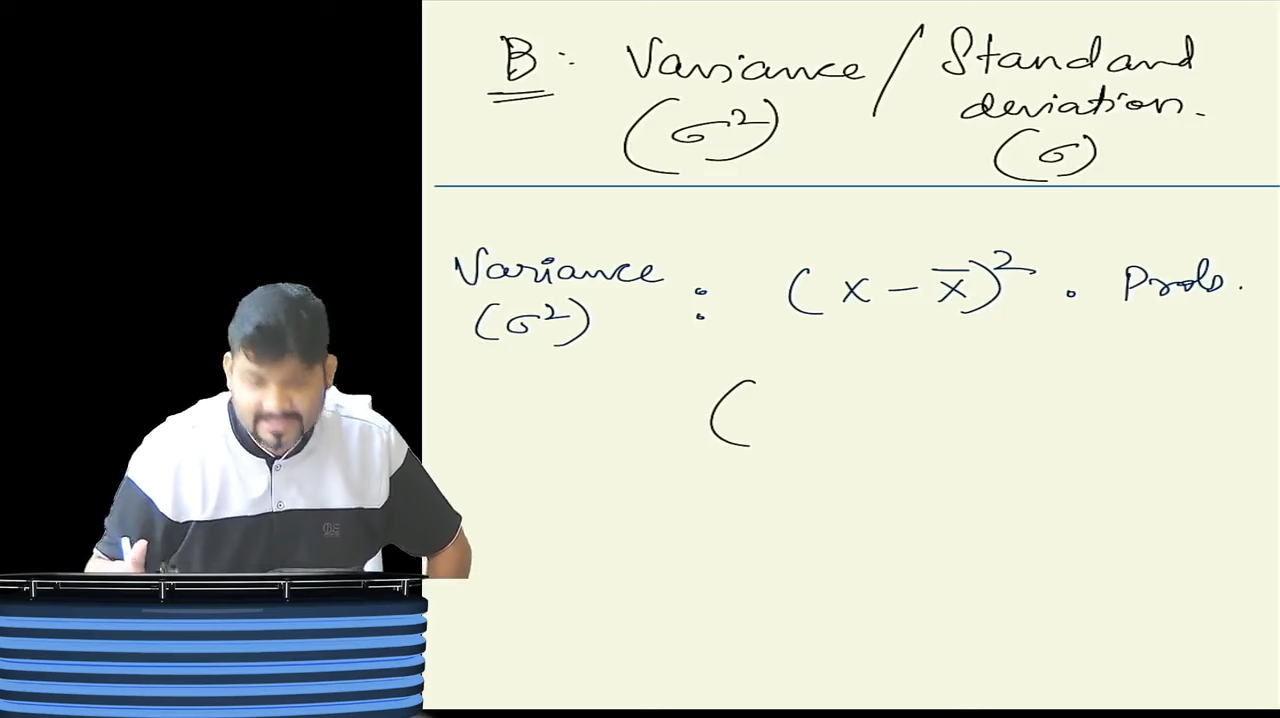 B : Variance / Standard deviation.
(σ²) (σ)
Variance : (x - x̅)² . Prob.
(σ²)
(